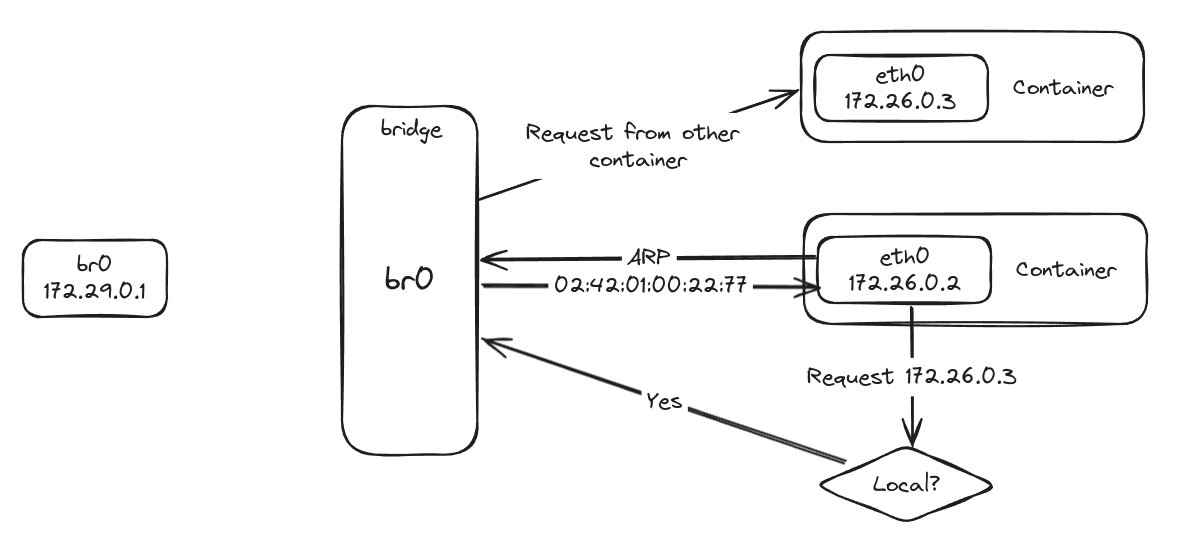 br0
172.29.0.1
bridge
br0
Request from other
container
eth0
172.26.0.3
Container
ARP
02:42:01:00:22:77
eth0
172.26.0.2
Container
Request 172.26.0.3
Yes
Local?